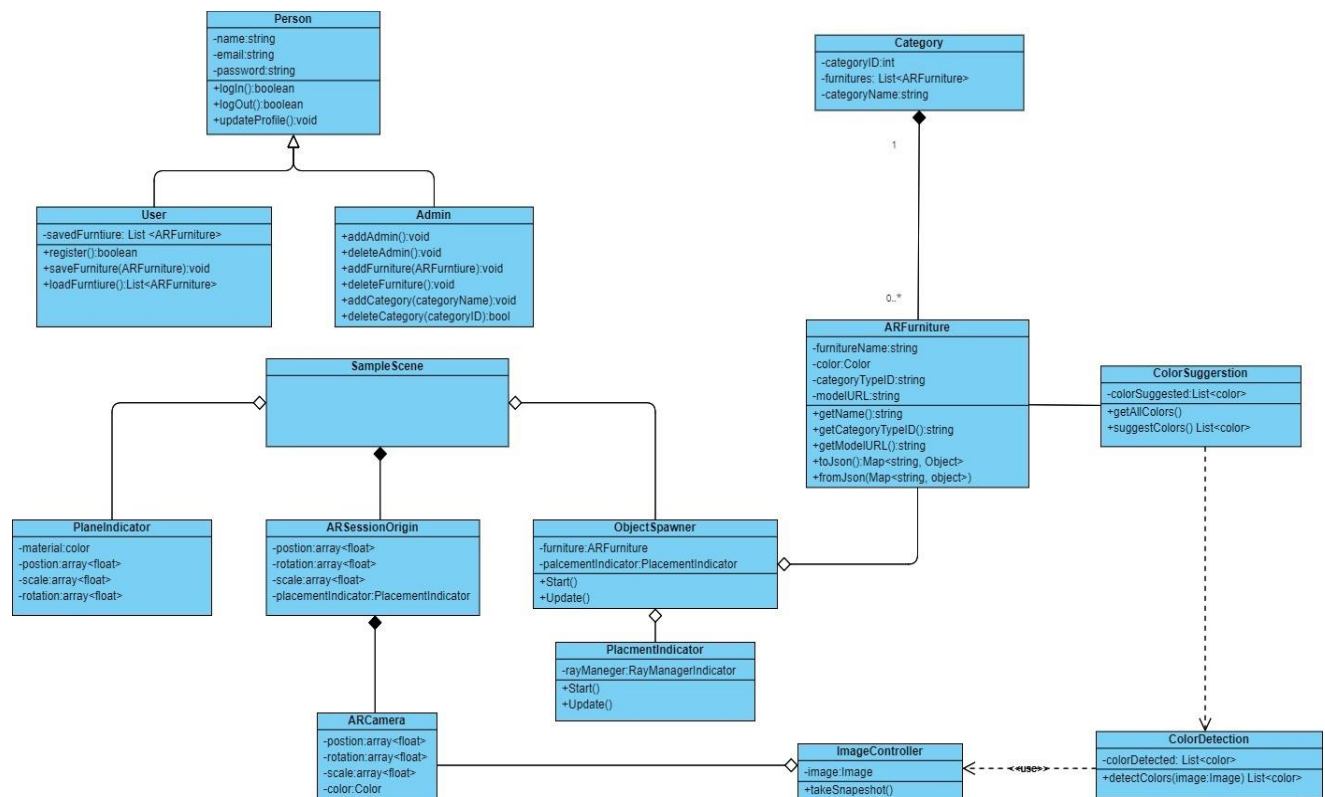 Person
-name:string
-email:string
-password:string
+logIn():boolean
+logOut():boolean
+updateProfile():void
Category
-categoryID:int
-furnitures: List<ARFurniture>
-categoryName:string
1
0..*
User
-savedFurntiure: List <ARFurniture>
+register():boolean
+saveFurniture(ARFurniture):void
+loadFurntiure():List<ARFurniture>
Admin
+addAdmin():void
+deleteAdmin():void
+addFurniture(ARFurntiure):void
+deleteFurniture():void
+addCategory(categoryName):void
+deleteCategory(categoryID):bool
ARFurniture
-furnitureName:string
-color:Color
-categoryTypeID:string
-modelURL:string
+getName():string
+getCategoryTypeID():string
+getModelURL():string
+toJson():Map<string, Object>
+fromJson(Map<string, object>)
ColorSuggerstion
-colorSuggested:List<color>
+getAllColors()
+suggestColors() List<color>
SampleScene
PlaneIndicator
-material:color
-postion:array<float>
-scale:array<float>
-rotation:array<float>
ARSessionOrigin
-postion:array<float>
-rotation:array<float>
-scale:array<float>
-placementIndicator:PlacementIndicator
ObjectSpawner
-furniture:ARFurniture
-palcementIndicator:PlacementIndicator
+Start()
+Update()
PlacmentIndicator
-rayManeger:RayManagerIndicator
+Start()
+Update()
ARCamera
-postion:array<float>
-rotation:array<float>
-scale:array<float>
-color:Color
ImageController
-image:Image
+takeSnapshot()
<<use>>
ColorDetection
-colorDetected: List<color>
+detectColors(image:Image) List<color>